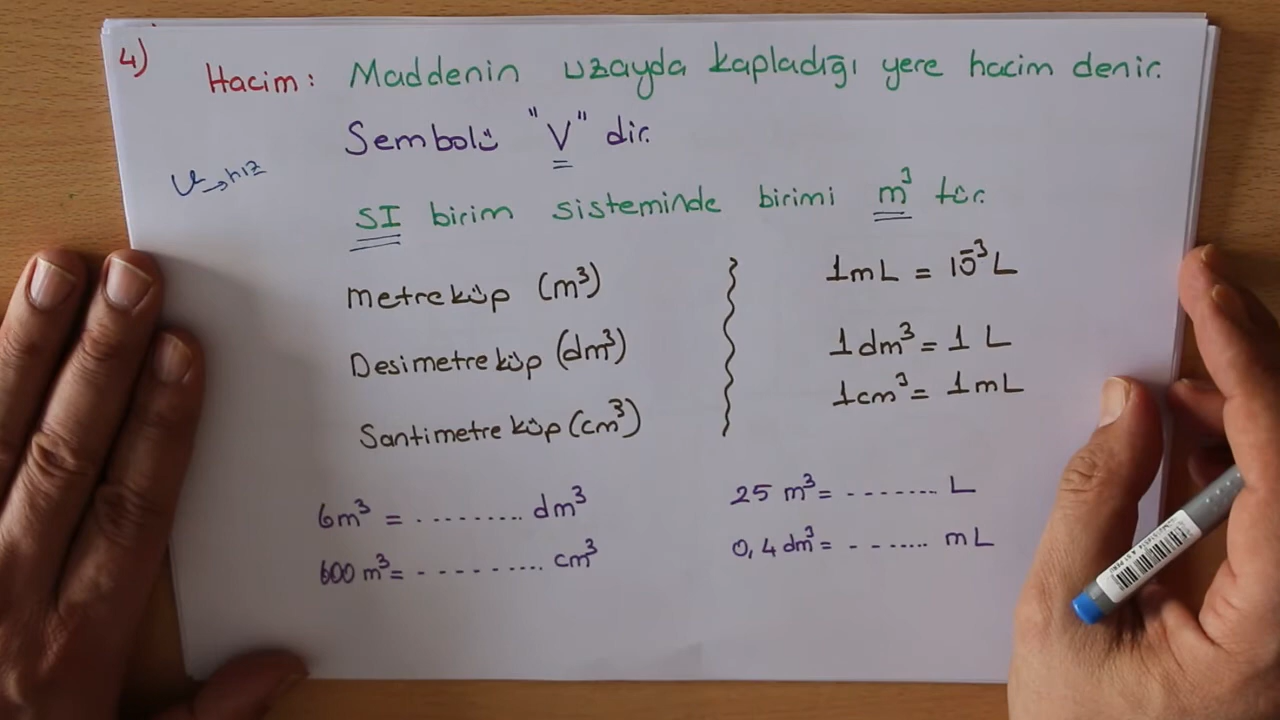 4)
Hacim: Maddenin uzayda kapladığı yere hacim denir.
Sembolü "V" dir.
v→hız
SI birim sisteminde birimi m³ tür.
Metreküp (m³)
Desimetreküp (dm³)
Santimetreküp (cm³)
1mL = 10⁻³L
1dm³ = 1 L
1cm³ = 1mL
6m³ = ......... dm³
600 m³ = .......... cm³
25 m³ = ........ L
0,4 dm³ = ....... mL